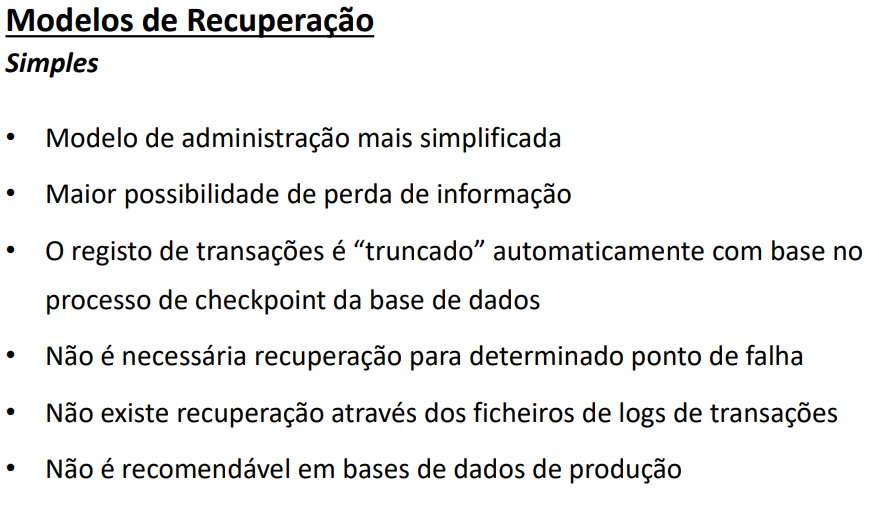 Modelos de Recuperação
Simples
• Modelo de administração mais simplificada
• Maior possibilidade de perda de informação
• O registo de transações é “truncado” automaticamente com base no
processo de checkpoint da base de dados
• Não é necessária recuperação para determinado ponto de falha
• Não existe recuperação através dos ficheiros de logs de transações
• Não é recomendável em bases de dados de produção